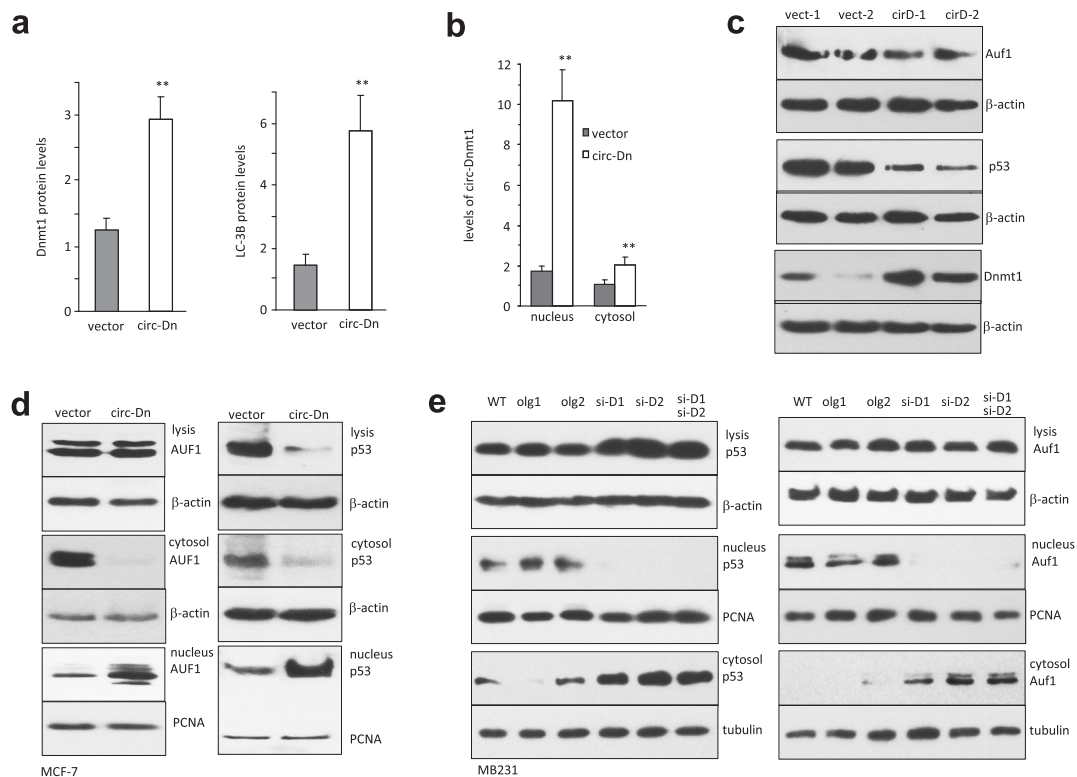 a
Dnmt1 protein levels
3
2
1
0
**
vector circ-Dn
LC-3B protein levels
6
4
2
0
**
vector circ-Dn
b
levels of circ-Dnmt1
12
10
8
6
4
2
0
**
**
vector
circ-Dn
nucleus cytosol
c
vect-1 vect-2 cirD-1 cirD-2
Auf1
β-actin
p53
β-actin
Dnmt1
β-actin
d
vector circ-Dn
lysis
AUF1
β-actin
cytosol
AUF1
β-actin
nucleus
AUF1
PCNA
MCF-7
vector circ-Dn
lysis
p53
β-actin
cytosol
p53
β-actin
nucleus
p53
PCNA
e
WT olg1 olg2 si-D1 si-D2 si-D1
si-D2
lysis
p53
β-actin
nucleus
p53
PCNA
cytosol
p53
tubulin
MB231
WT olg1 olg2 si-D1 si-D2 si-D1
si-D2
lysis
Auf1
β-actin
nucleus
Auf1
PCNA
cytosol
Auf1
tubulin